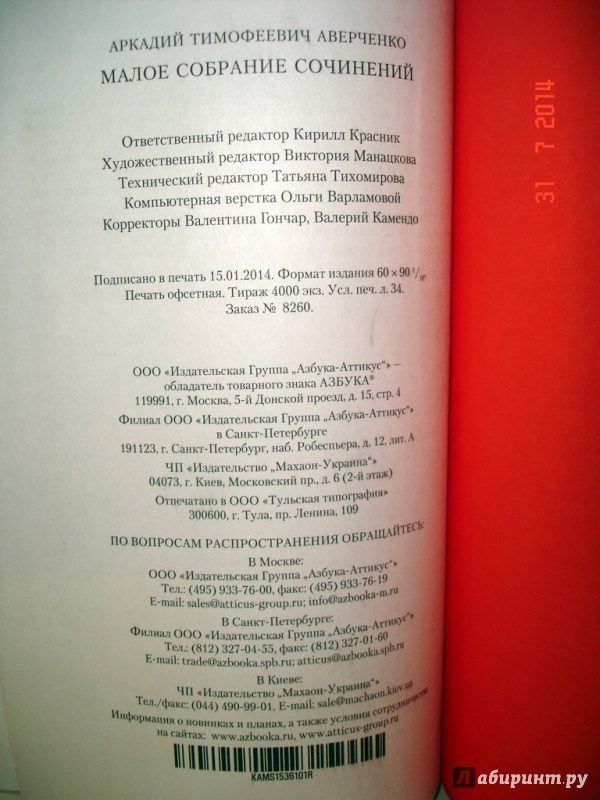 АРКАДИЙ ТИМОФЕЕВИЧ АВЕРЧЕНКО
МАЛОЕ СОБРАНИЕ СОЧИНЕНИЙ
Ответственный редактор Кирилл Красник
Художественный редактор Виктория Манацкова
Технический редактор Татьяна Тихомирова
Компьютерная верстка Ольги Варламовой
Корректоры Валентина Гончар, Валерий Камендо
Подписано в печать 15.01.2014. Формат издания 60 × 90 1/16.
Печать офсетная. Тираж 4000 экз. Усл. печ. л. 34.
Заказ № 8260.
ООО «Издательская Группа „Азбука-Аттикус“» –
обладатель товарного знака АЗБУКА®
119991, г. Москва, 5-й Донской проезд, д. 15, стр. 4
Филиал ООО «Издательская Группа „Азбука-Аттикус“»
в Санкт-Петербурге
191123, г. Санкт-Петербург, наб. Робеспьера, д. 12, лит. А
ЧП «Издательство „Махаон-Украина“»
04073, г. Киев, Московский пр., д. 6 (2-й этаж)
Отпечатано в ООО «Тульская типография»
300600, г. Тула, пр. Ленина, 109
ПО ВОПРОСАМ РАСПРОСТРАНЕНИЯ ОБРАЩАЙТЕСЬ:
В Москве:
ООО «Издательская Группа „Азбука-Аттикус“»
Тел.: (495) 933-76-00, факс: (495) 933-76-19
E-mail: sales@atticus-group.ru; info@azbooka-m.ru
В Санкт-Петербурге:
Филиал ООО «Издательская Группа „Азбука-Аттикус“»
Тел.: (812) 327-04-55, факс: (812) 327-01-60
E-mail: trade@azbooka.spb.ru; atticus@azbooka.spb.ru
В Киеве:
ЧП «Издательство „Махаон-Украина“»
Тел./факс: (044) 490-99-01. E-mail: sale@machaon.kiev.ua
Информация о новинках и планах, а также условия сотрудничества
на сайтах: www.azbooka.ru, www.atticus-group.ru
KAMS1536101R
31 7 2014
Лабиринт.ру